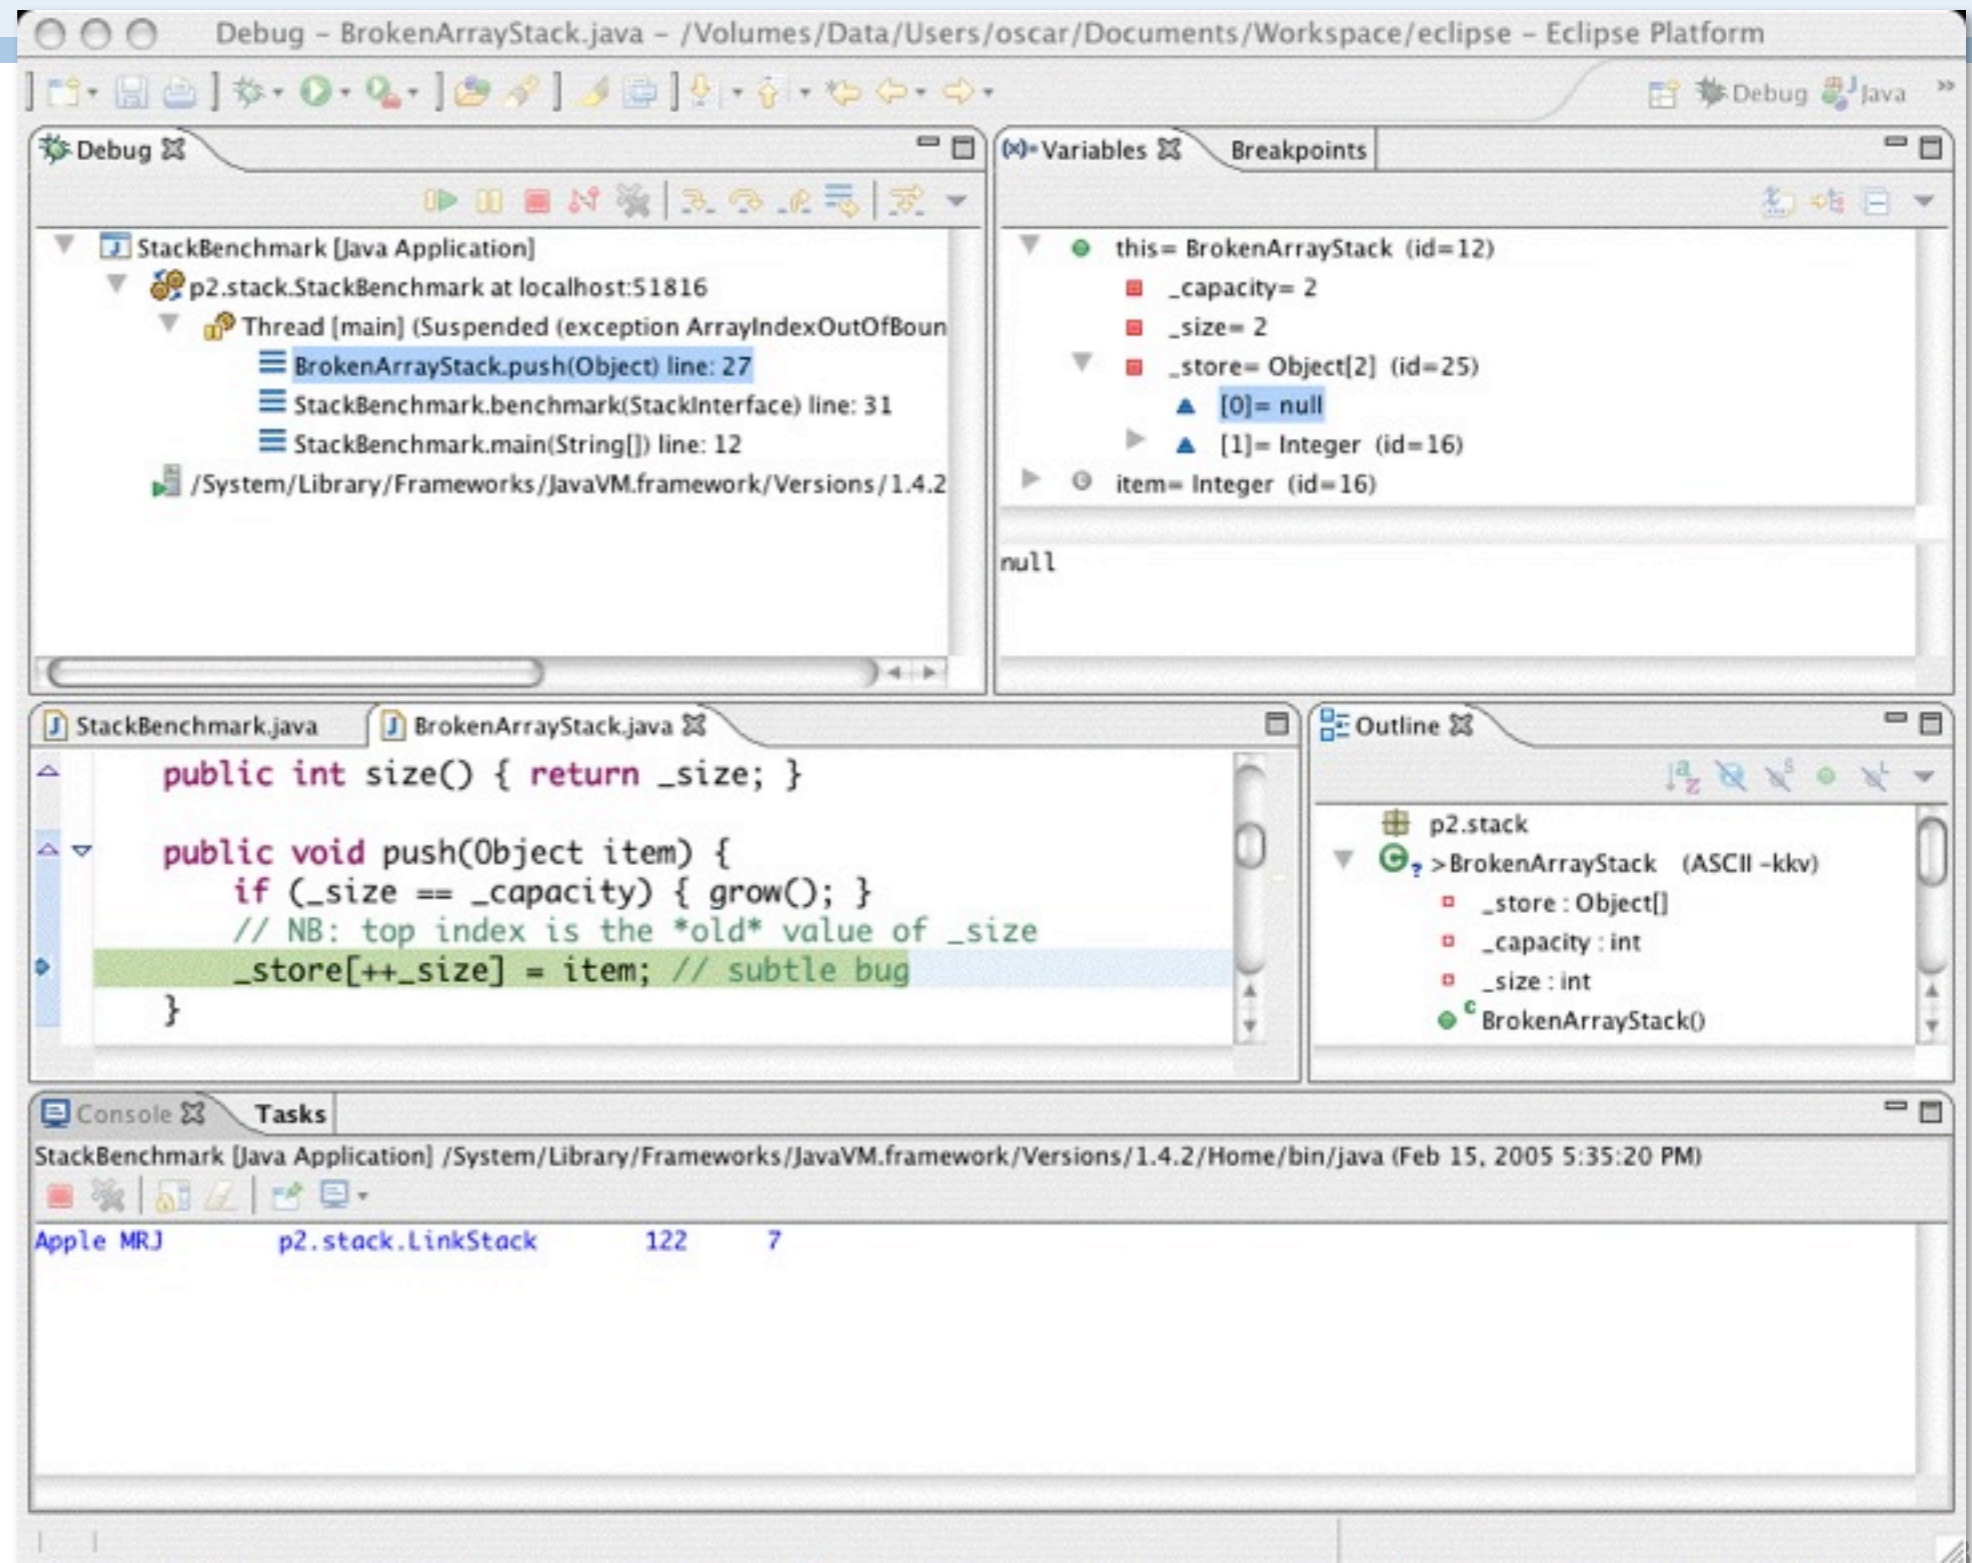 Debug – BrokenArrayStack.java – /Volumes/Data/Users/oscar/Documents/Workspace/eclipse – Eclipse Platform
Debug Java »
Debug
StackBenchmark [Java Application]
p2.stack.StackBenchmark at localhost:51816
Thread [main] (Suspended (exception ArrayIndexOutOfBoun
BrokenArrayStack.push(Object) line: 27
StackBenchmark.benchmark(StackInterface) line: 31
StackBenchmark.main(String[]) line: 12
/System/Library/Frameworks/JavaVM.framework/Versions/1.4.2
(x)= Variables Breakpoints
this= BrokenArrayStack (id=12)
_capacity= 2
_size= 2
_store= Object[2] (id=25)
[0]= null
[1]= Integer (id=16)
item= Integer (id=16)
null
StackBenchmark.java BrokenArrayStack.java
public int size() { return _size; }
public void push(Object item) {
if (_size == _capacity) { grow(); }
// NB: top index is the *old* value of _size
_store[++_size] = item; // subtle bug
}
Outline
p2.stack
>BrokenArrayStack (ASCII -kkv)
_store : Object[]
_capacity : int
_size : int
BrokenArrayStack()
Console Tasks
StackBenchmark [Java Application] /System/Library/Frameworks/JavaVM.framework/Versions/1.4.2/Home/bin/java (Feb 15, 2005 5:35:20 PM)
Apple MRJ p2.stack.LinkStack 122 7